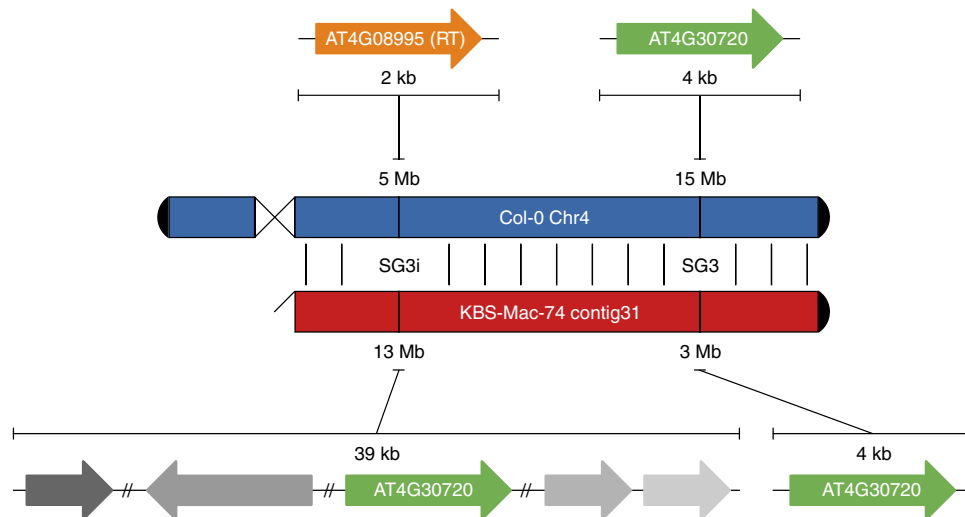 AT4G08995 (RT)
AT4G30720
2 kb
4 kb
5 Mb
15 Mb
Col-0 Chr4
SG3i
SG3
KBS-Mac-74 contig31
13 Mb
3 Mb
39 kb
4 kb
AT4G30720
AT4G30720